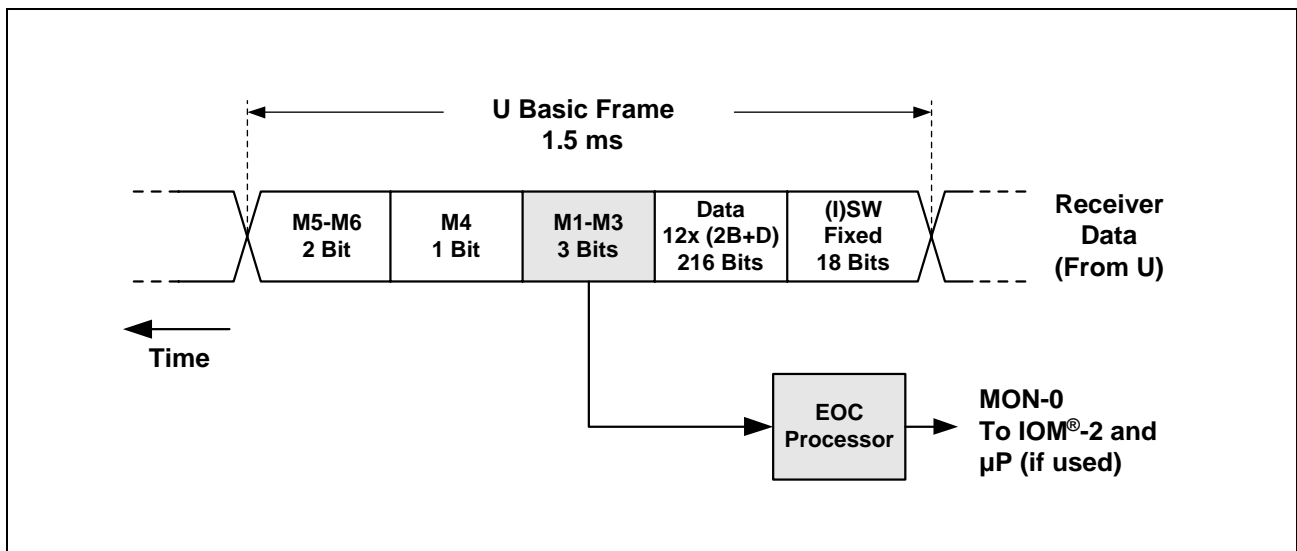 U Basic Frame
1.5 ms
M5-M6
2 Bit
M4
1 Bit
M1-M3
3 Bits
Data
12x (2B+D)
216 Bits
(I)SW
Fixed
18 Bits
Receiver
Data
(From U)
Time
EOC
Processor
MON-0
To IOM®-2 and
µP (if used)